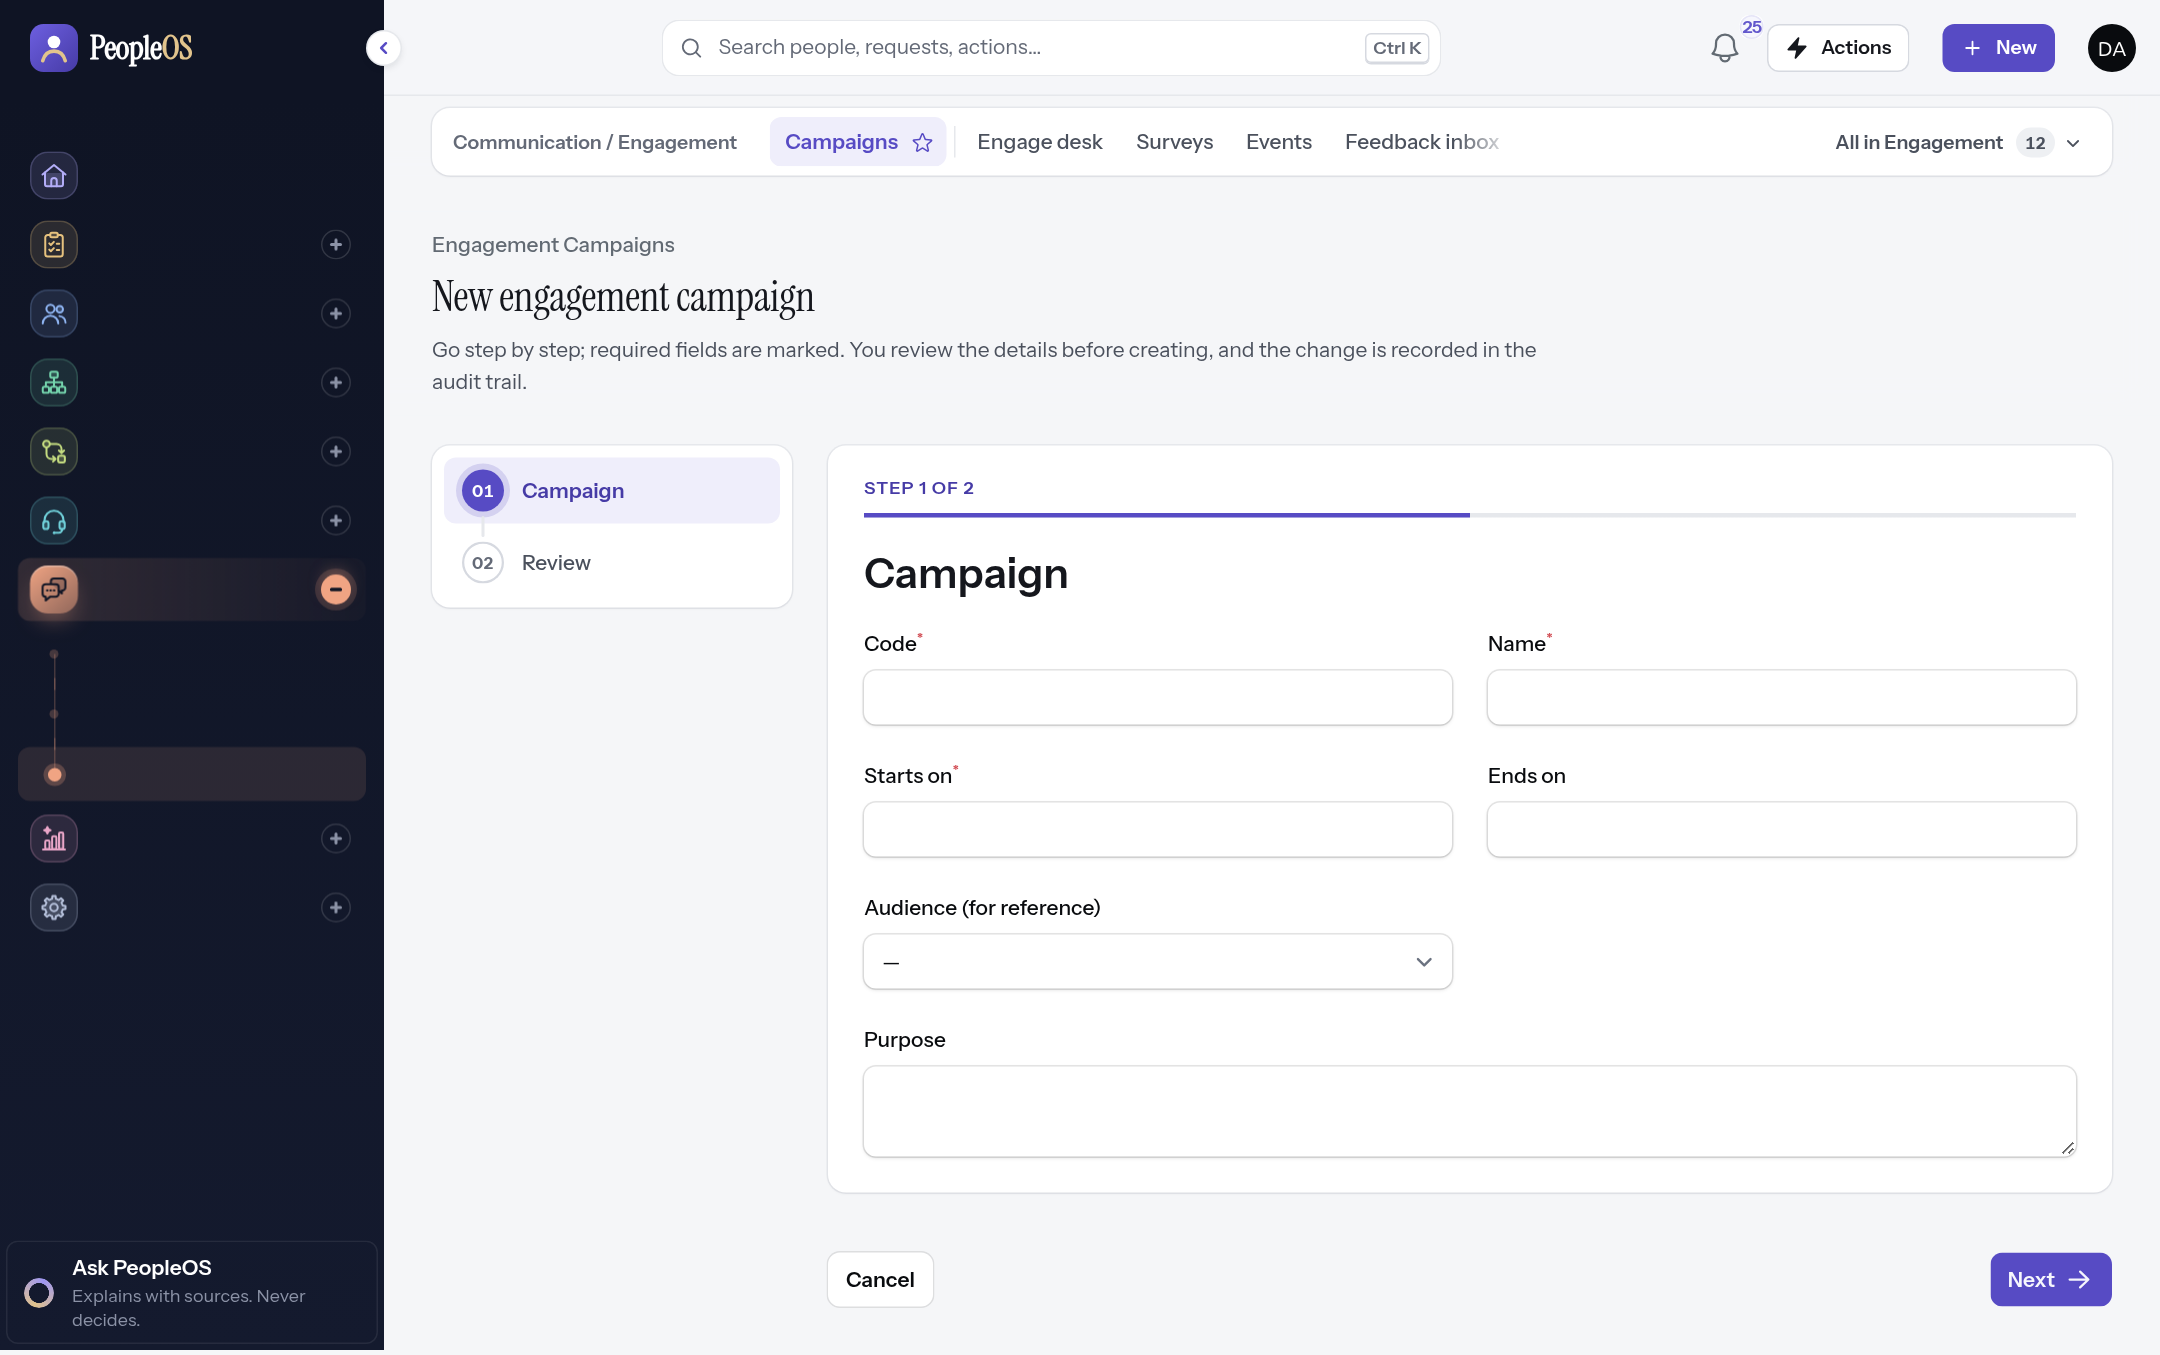 PeopleOS
Search people, requests, actions...
Ctrl K
25
Actions
New
DA
Communication / Engagement
Campaigns
Engage desk
Surveys
Events
Feedback inbox
All in Engagement
12
Engagement Campaigns
New engagement campaign
Go step by step; required fields are marked. You review the details before creating, and the change is recorded in the
audit trail.
01
Campaign
02
Review
STEP 1 OF 2
Campaign
Code*
Name*
Starts on*
Ends on
Audience (for reference)
—
Purpose
Cancel
Next
Ask PeopleOS
Explains with sources. Never
decides.